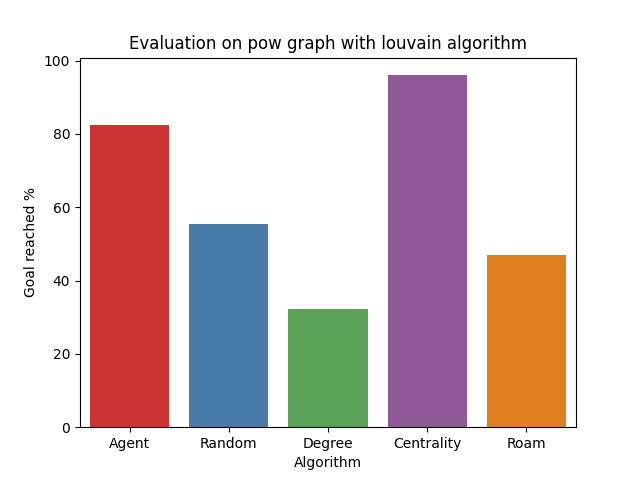 Evaluation on pow graph with louvain algorithm
Goal reached %
100
80
60
40
20
0
Agent Random Degree Centrality Roam
Algorithm